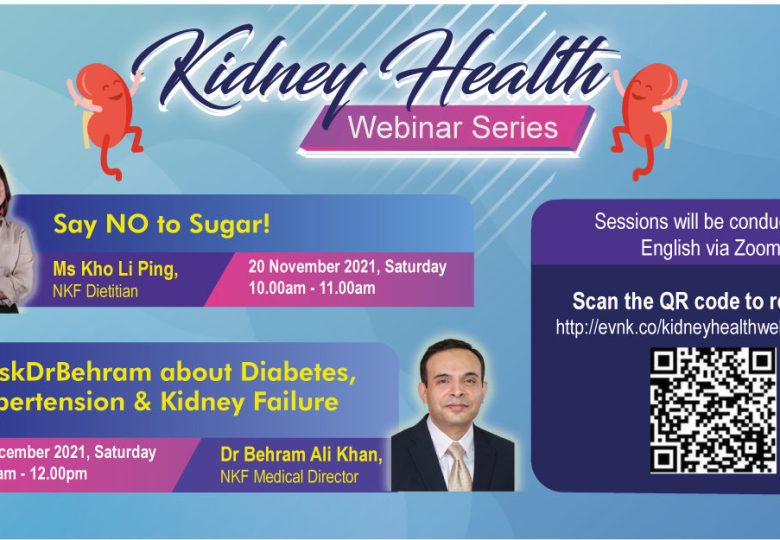 Kidney Health
Webinar Series
Say NO to Sugar!
Ms Kho Li Ping,
NKF Dietitian
20 November 2021, Saturday
10.00am - 11.00am
skDrBehram about Diabetes,
pertension & Kidney Failure
cember 2021, Saturday
am - 12.00pm
Dr Behram Ali Khan,
NKF Medical Director
Sessions will be condu
English via Zoom
Scan the QR code to re
http://evnk.co/kidneyhealthwe